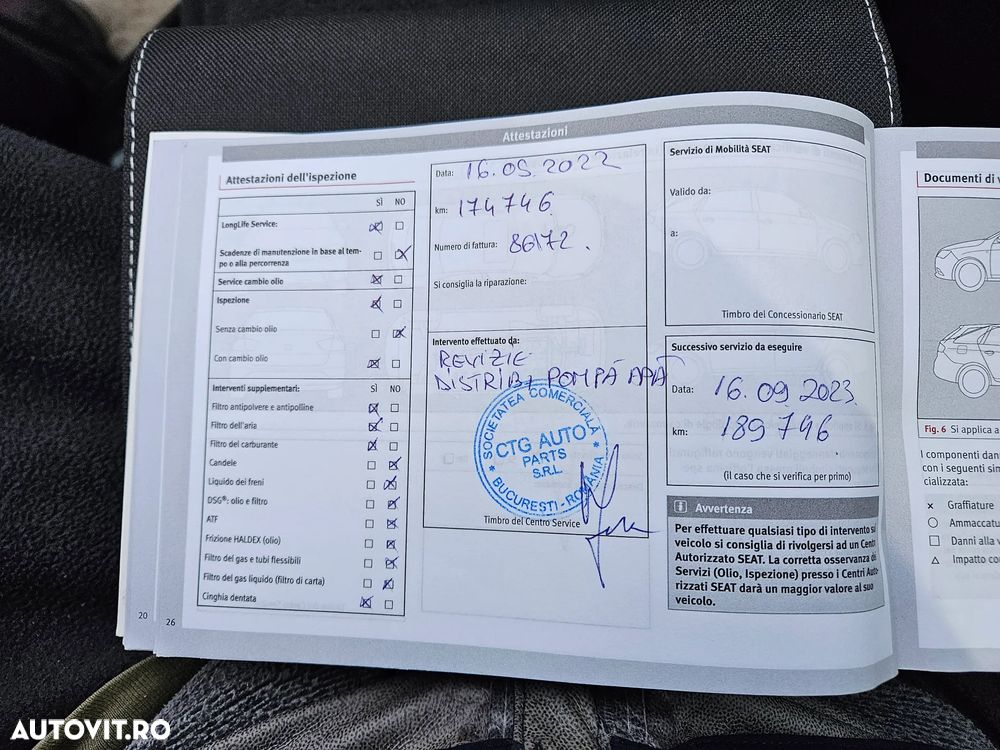 Attestazioni
Attestazioni dell'ispezione
SÌ NO
LongLife Service:
Scadenze di manutenzione in base al tem-
po o alla percorrenza
Service cambio olio
Ispezione
Senza cambio olio
Con cambio olio
Interventi supplementari: SÌ NO
Filtro antipolvere e antipolline
Filtro dell'aria
Filtro del carburante
Candele
Liquido dei freni
DSG®: olio e filtro
ATF
Frizione HALDEX (olio)
Filtro del gas e tubi flessibili
Filtro del gas liquido (filtro di carta)
Cinghia dentata
20
26
Data: 16.09.2022
km: 174746
Numero di fattura: 86172.
Si consiglia la riparazione:
Intervento effettuato da:
REVIZIE
DISTRIB+ POMPĂ APĂ
SOCIETATEA COMERCIALĂ
CTG AUTO
PARTS
S.R.L.
BUCUREȘTI - ROMÂNIA
Timbro del Centro Service
Servizio di Mobilità SEAT
Valido da:
a:
Timbro del Concessionario SEAT
Successivo servizio da eseguire
Data: 16.09.2023
km: 189746
(il caso che si verifica per primo)
Avvertenza
Per effettuare qualsiasi tipo di intervento sul
veicolo si consiglia di rivolgersi ad un Centro
Autorizzato SEAT. La corretta osservanza dei
Servizi (Olio, Ispezione) presso i Centri Auto-
rizzati SEAT darà un maggior valore al suo
veicolo.
Documenti di v
Fig. 6 Si applica a
I componenti dan
con i seguenti sim
cializzata:
× Graffiature
○ Ammaccatu
□ Danni alla v
△ Impatto co
AUTOVIT.RO